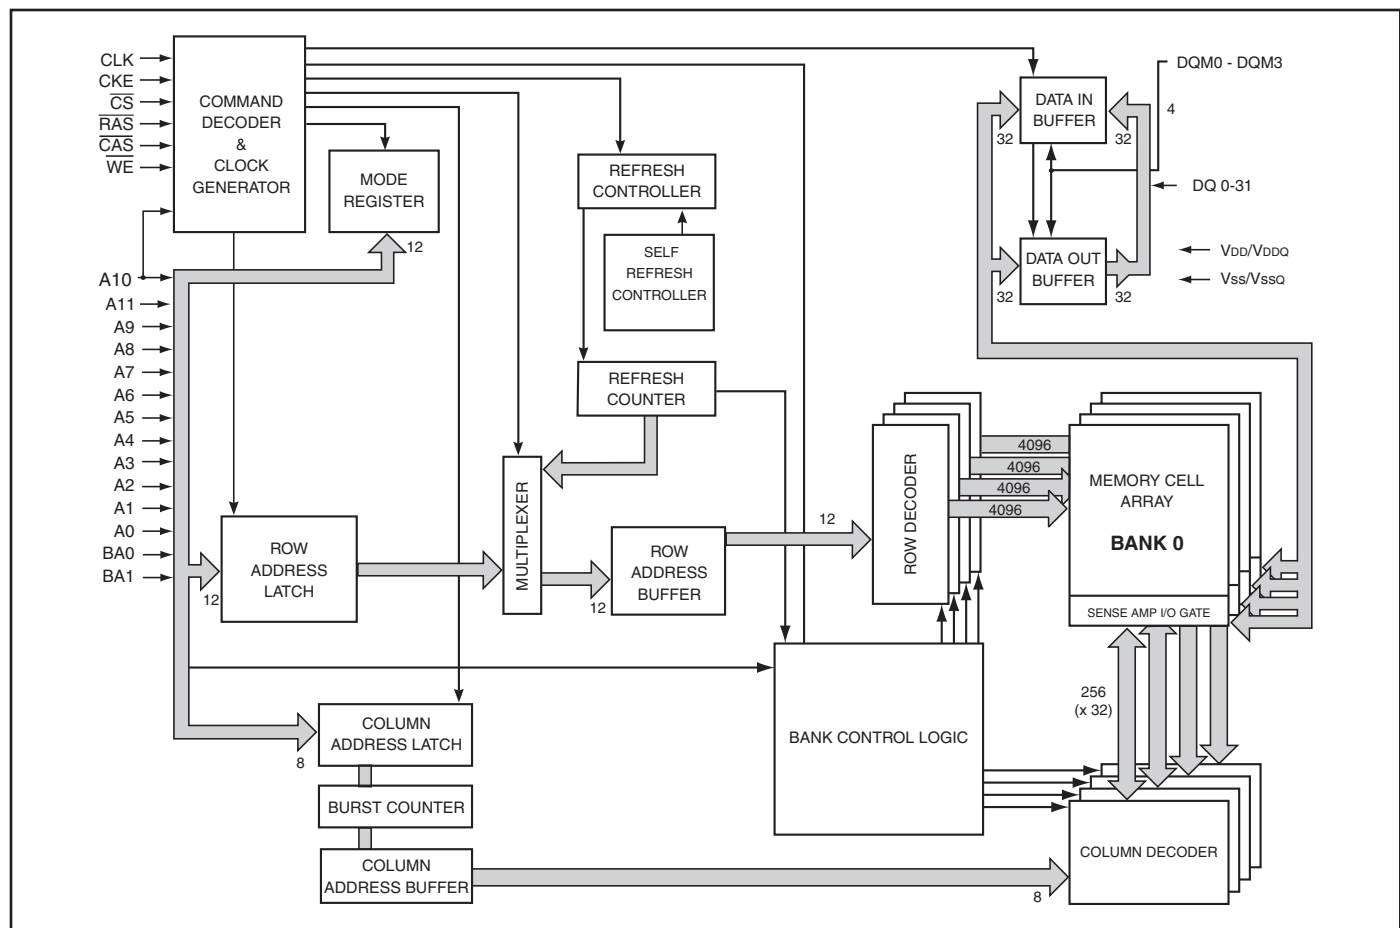 CLK
CKE
C̅S̅
R̅A̅S̅
C̅A̅S̅
W̅E̅
A10
A11
A9
A8
A7
A6
A5
A4
A3
A2
A1
A0
BA0
BA1
COMMAND
DECODER
&
CLOCK
GENERATOR
MODE
REGISTER
12
REFRESH
CONTROLLER
SELF
REFRESH
CONTROLLER
REFRESH
COUNTER
DATA IN
BUFFER
32
32
DQM0 - DQM3
4
DQ 0-31
DATA OUT
BUFFER
32
32
VDD/VDDQ
Vss/VssQ
12
ROW
ADDRESS
LATCH
MULTIPLEXER
12
ROW
ADDRESS
BUFFER
12
ROW DECODER
4096
4096
4096
4096
MEMORY CELL
ARRAY
BANK 0
SENSE AMP I/O GATE
256
(x 32)
BANK CONTROL LOGIC
8
COLUMN
ADDRESS LATCH
BURST COUNTER
COLUMN
ADDRESS BUFFER
8
COLUMN DECODER